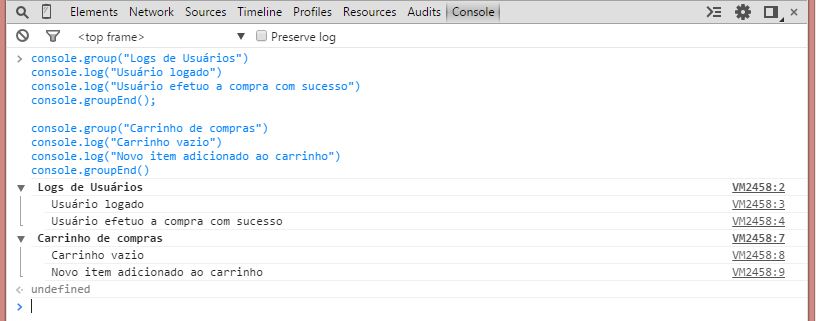 Elements Network Sources Timeline Profiles Resources Audits Console
<top frame> Preserve log
console.group("Logs de Usuários")
console.log("Usuário logado")
console.log("Usuário efetuo a compra com sucesso")
console.groupEnd();
console.group("Carrinho de compras")
console.log("Carrinho vazio")
console.log("Novo item adicionado ao carrinho")
console.groupEnd()
Logs de Usuários VM2458:2
Usuário logado VM2458:3
Usuário efetuo a compra com sucesso VM2458:4
Carrinho de compras VM2458:7
Carrinho vazio VM2458:8
Novo item adicionado ao carrinho VM2458:9
undefined